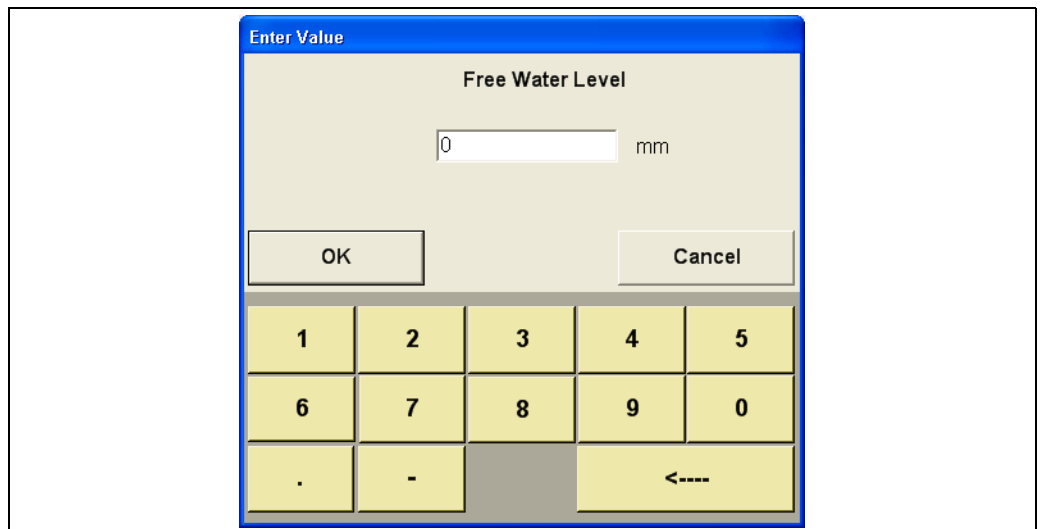 Enter Value
Free Water Level
0 mm
OK Cancel
1 2 3 4 5
6 7 8 9 0
. - <----